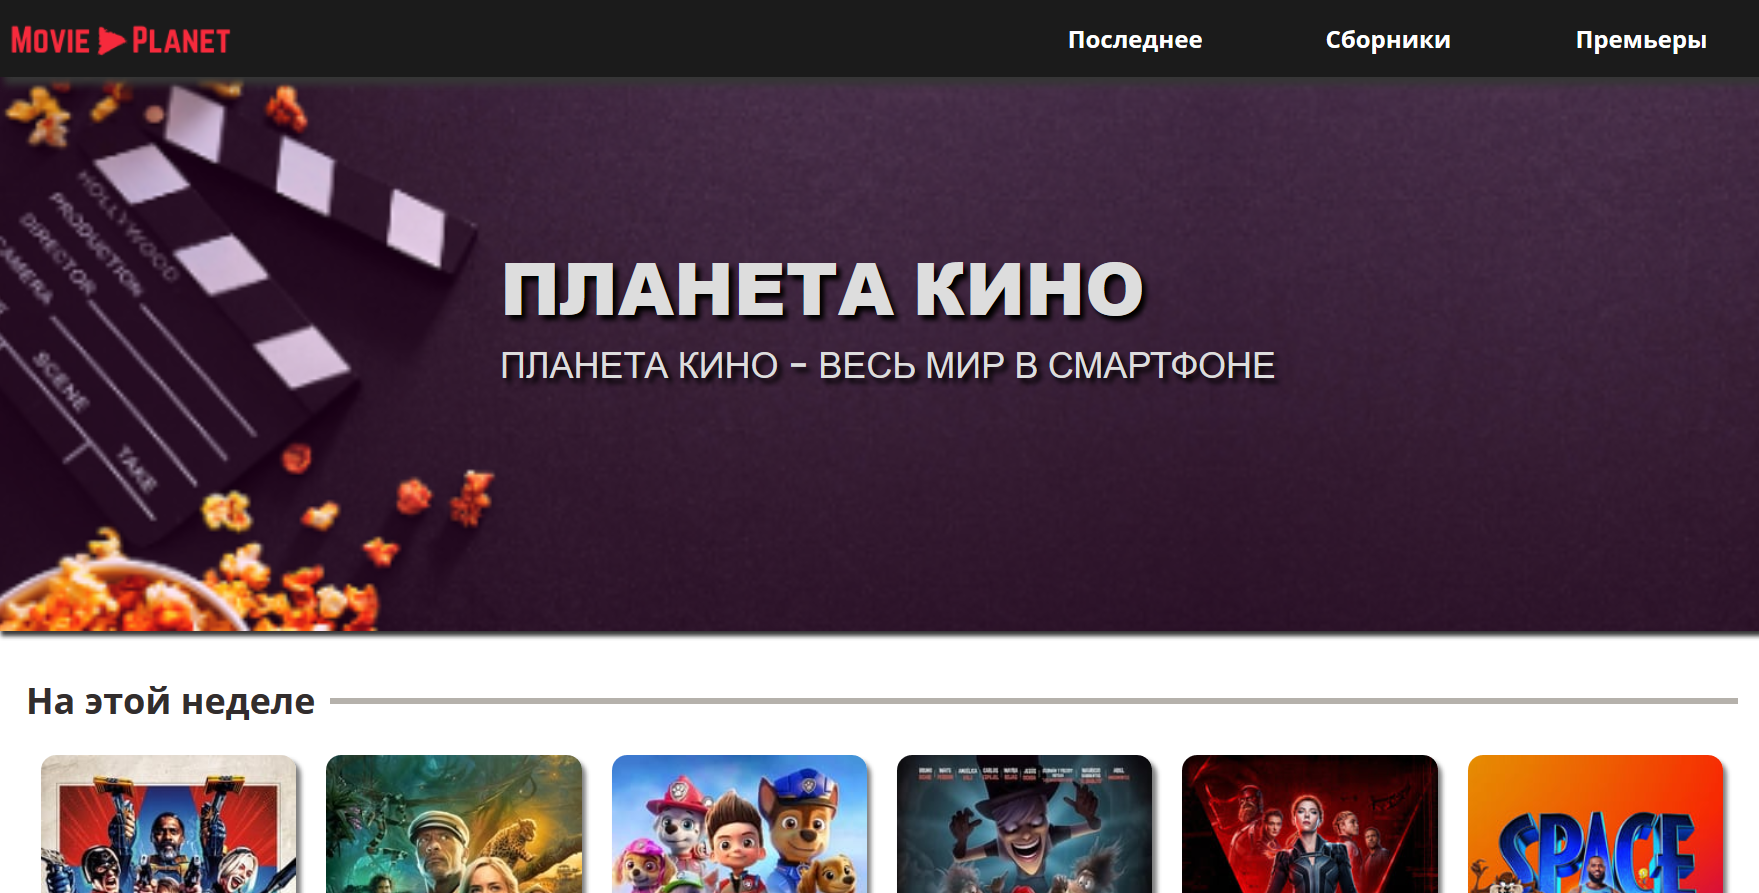 MOVIE PLANET
Последнее
Сборники
Премьеры
HOLLYWOOD
PRODUCTION
DIRECTOR
CAMERA
SCENE
TAKE
ПЛАНЕТА КИНО
ПЛАНЕТА КИНО - ВЕСЬ МИР В СМАРТФОНЕ
На этой неделе
SPACE